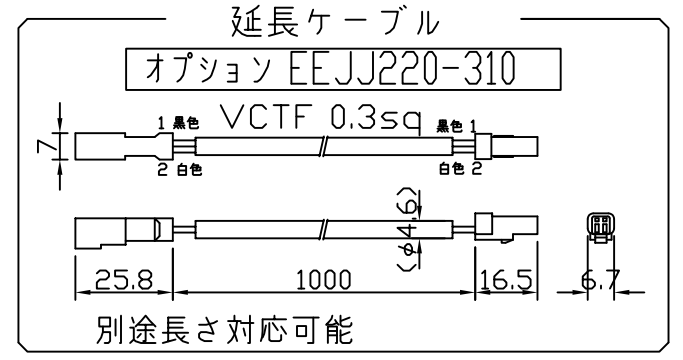 延長ケーブル
オプション EEJJ220-310
VCTF 0.3sq
1 黒色
黒色 1
7
2 白色
白色 2
(φ4.6)
25.8
1000
16.5
6.7
別途長さ対応可能